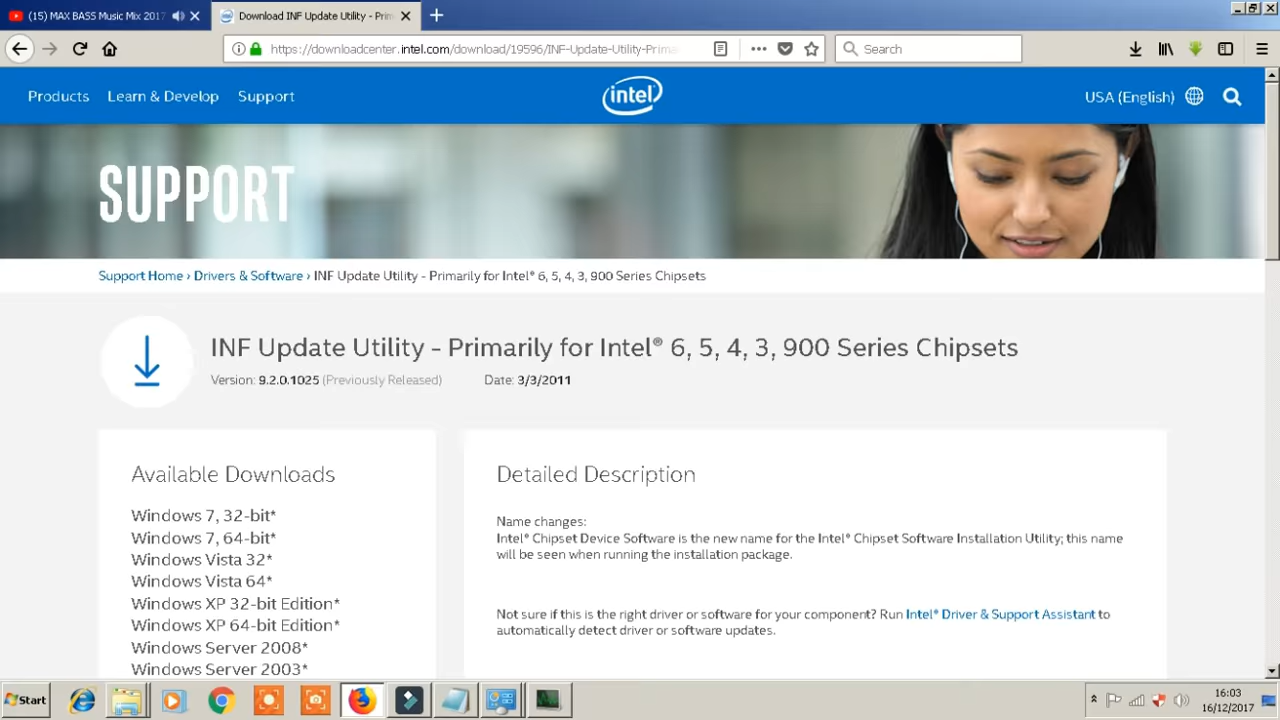 (15) MAX BASS Music Mix 2017
Download INF Update Utility - Prim
https://downloadcenter.intel.com/download/19596/INF-Update-Utility-Prima
Search
Products
Learn & Develop
Support
intel
USA (English)
SUPPORT
Support Home › Drivers & Software › INF Update Utility - Primarily for Intel® 6, 5, 4, 3, 900 Series Chipsets
INF Update Utility - Primarily for Intel® 6, 5, 4, 3, 900 Series Chipsets
Version: 9.2.0.1025 (Previously Released)
Date: 3/3/2011
Available Downloads
Windows 7, 32-bit*
Windows 7, 64-bit*
Windows Vista 32*
Windows Vista 64*
Windows XP 32-bit Edition*
Windows XP 64-bit Edition*
Windows Server 2008*
Windows Server 2003*
Detailed Description
Name changes:
Intel® Chipset Device Software is the new name for the Intel® Chipset Software Installation Utility; this name
will be seen when running the installation package.
Not sure if this is the right driver or software for your component? Run Intel® Driver & Support Assistant to
automatically detect driver or software updates.
Start
16:03
16/12/2017